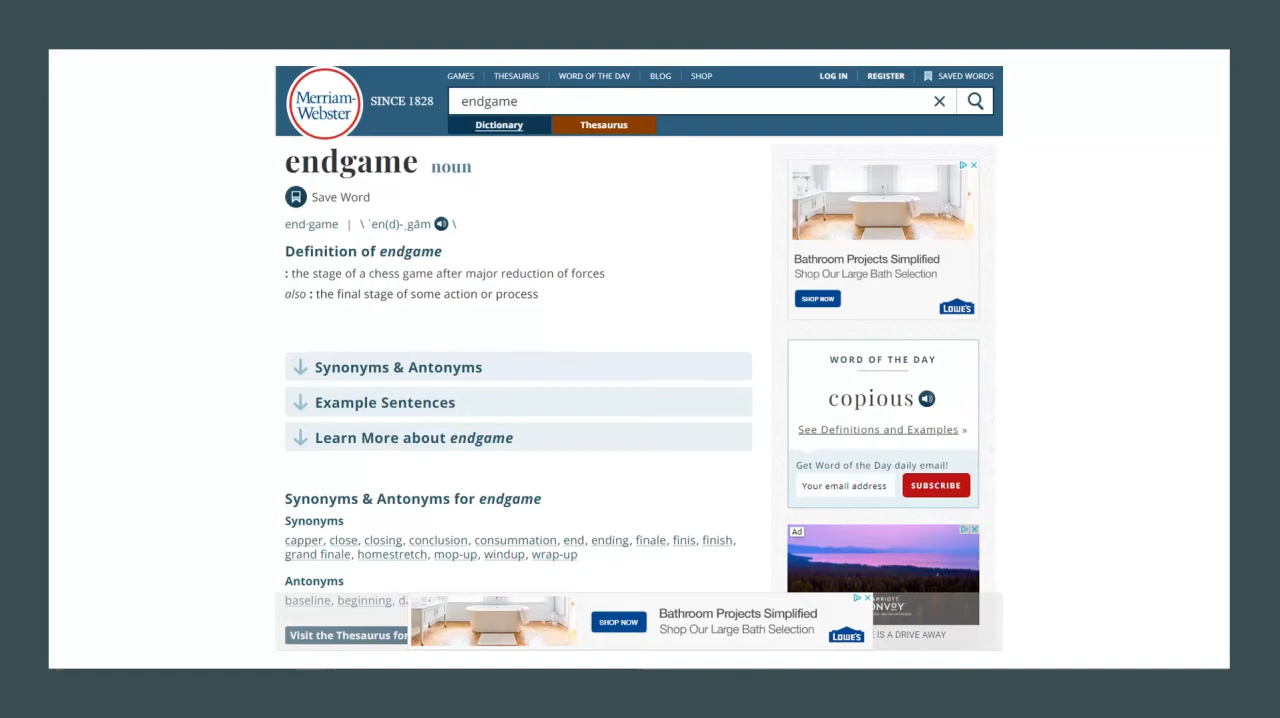 GAMES THESAURUS WORD OF THE DAY BLOG SHOP LOG IN REGISTER SAVED WORDS
Merriam-
Webster
SINCE 1828
endgame
Dictionary Thesaurus
endgame noun
Save Word
end·game | \ ˈen(d)-ˌgām \
Definition of endgame
: the stage of a chess game after major reduction of forces
also : the final stage of some action or process
Synonyms & Antonyms
Example Sentences
Learn More about endgame
Synonyms & Antonyms for endgame
Synonyms
capper, close, closing, conclusion, consummation, end, ending, finale, finis, finish,
grand finale, homestretch, mop-up, windup, wrap-up
Antonyms
baseline, beginning, d
Visit the Thesaurus for
Bathroom Projects Simplified
Shop Our Large Bath Selection
SHOP NOW
LOWE'S
WORD OF THE DAY
copious
See Definitions and Examples »
Get Word of the Day daily email!
Your email address SUBSCRIBE
Ad
E IS A DRIVE AWAY
Bathroom Projects Simplified
SHOP NOW
Shop Our Large Bath Selection
LOWE'S